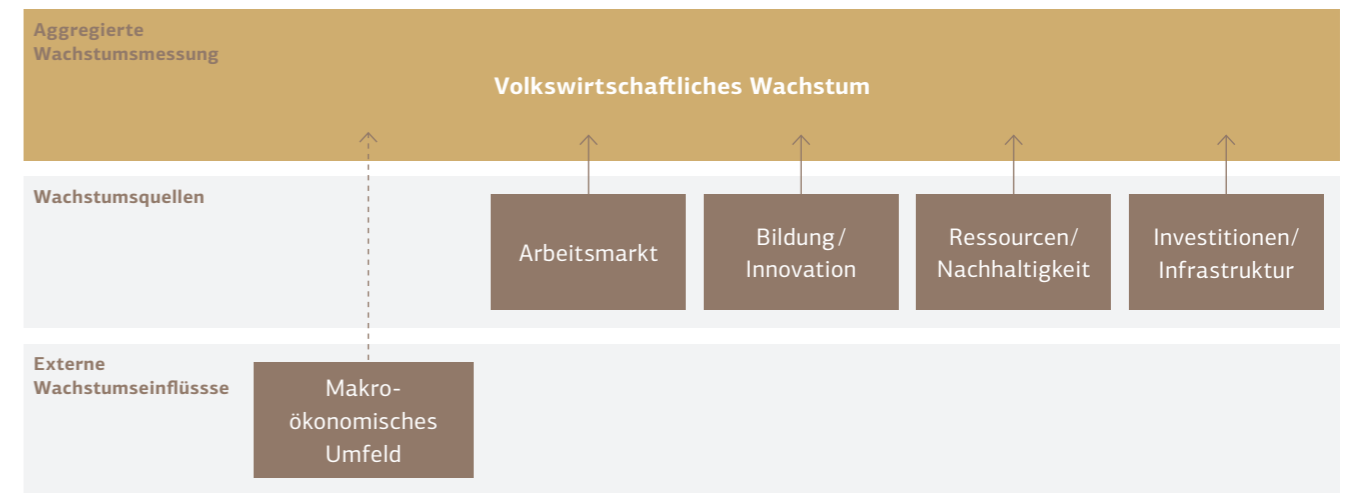 Aggregierte
Wachstumsmessung
Volkswirtschaftliches Wachstum
Wachstumsquellen
Arbeitsmarkt
Bildung/
Innovation
Ressourcen/
Nachhaltigkeit
Investitionen/
Infrastruktur
Externe
Wachstumseinflüssse
Makro-
ökonomisches
Umfeld